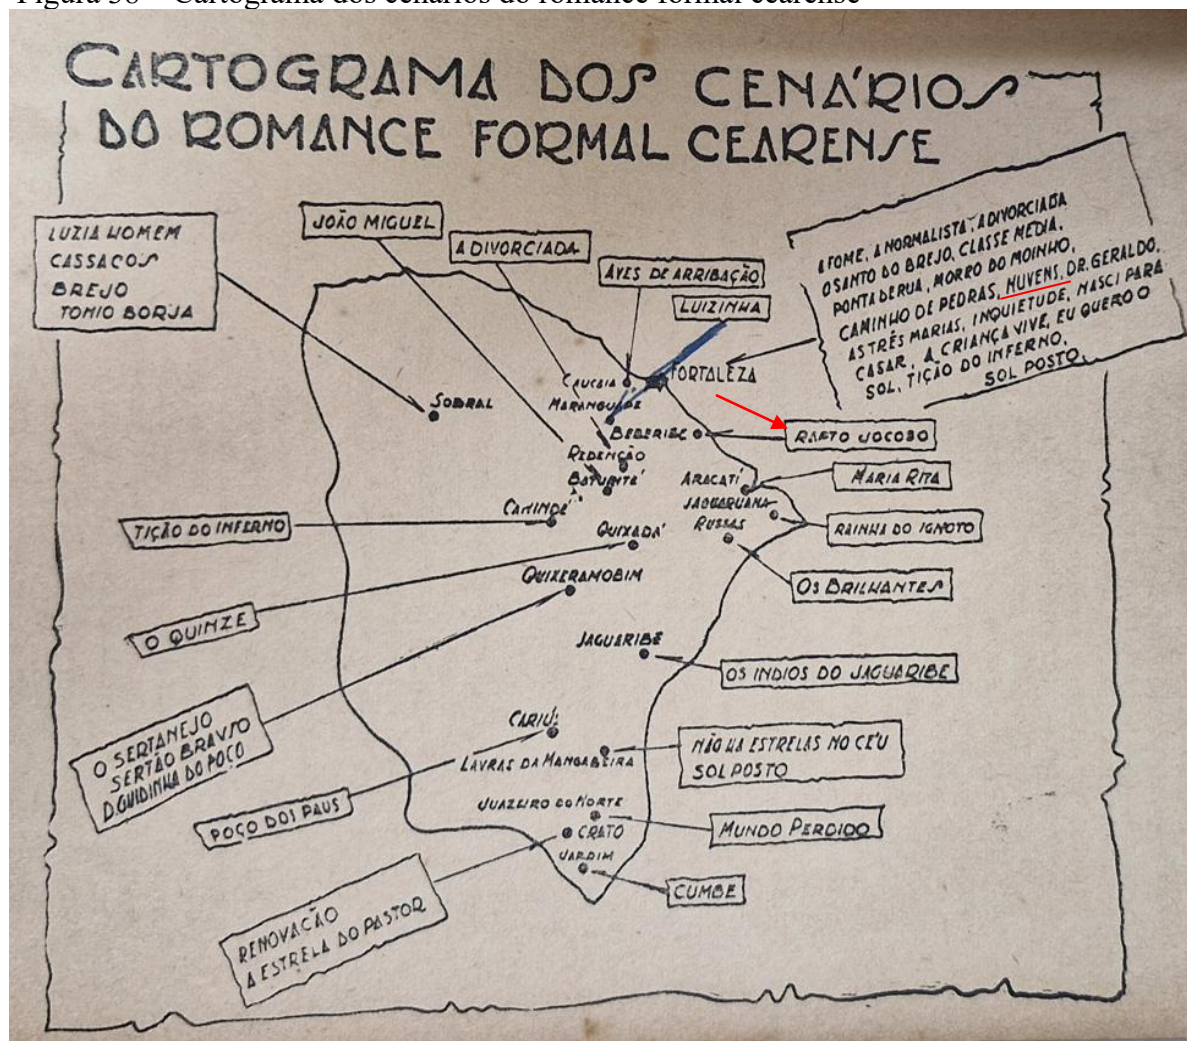 Figura 38 – Cartograma dos cenários do romance formal cearense
CARTOGRAMA DOS CENÁRIOS
DO ROMANCE FORMAL CEARENSE
LUZIA HOMEM
CASSACOS
BREJO
TONIO BORJA
JOÃO MIGUEL
A DIVORCIADA
AVES DE ARRIBAÇÃO
LUIZINHA
A FOME, A NORMALISTA, A DIVORCIADA
O SANTO DO BREJO, CLASSE MEDIA,
PONTA DE RUA, MORRO DO MOINHO,
CAMINHO DE PEDRAS, NUVENS, DR. GERALDO,
AS TRÊS MARIAS, INQUIETUDE, NASCI PARA
CASAR, A CRIANÇA VIVE, EU QUERO O
SOL, TIÇÃO DO INFERNO,
SOL POSTO.
FORTALEZA
CAUCAIA
MARANGUAPE
SOBRAL
BEBERIBE
RAPTO JOCOSO
REDENÇÃO
BATURITÉ
ARACATÍ
MARIA RITA
JAGUARUANA
CANINDÉ
TIÇÃO DO INFERNO
RUSSAS
RAINHA DO IGNOTO
QUIXADÁ
QUIXERAMOBIM
OS BRILHANTES
O QUINZE
JAGUARIBE
OS INDIOS DO JAGUARIBE
O SERTANEJO
SERTÃO BRAVIO
D. GUIDINHA DO POÇO
CARIÚ
NÃO HA ESTRELAS NO CÉU
SOL POSTO
LAVRAS DA MANGABEIRA
POÇO DOS PAUS
JUAZEIRO DO NORTE
MUNDO PERDIDO
CRATO
JARDIM
CUMBE
RENOVAÇÃO
A ESTRELA DO PASTOR